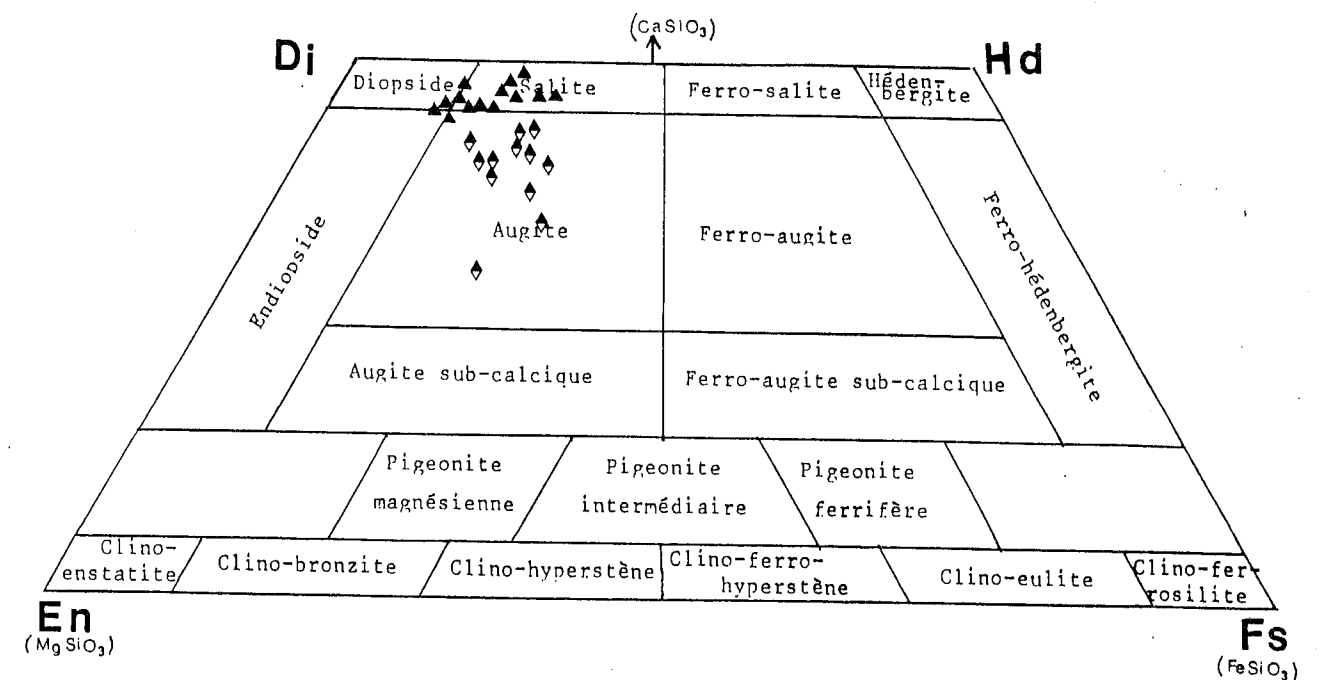 (CaSiO3)
Di
Hd
Diopside
Salite
Ferro-salite
Héden-
bergite
Endiopside
Augite
Ferro-augite
Ferro-hédenbergite
Augite sub-calcique
Ferro-augite sub-calcique
Pigeonite
magnésienne
Pigeonite
intermédiaire
Pigeonite
ferrifère
Clino-
enstatite
Clino-bronzite
Clino-hyperstène
Clino-ferro-
hyperstène
Clino-eulite
Clino-fer-
rosilite
En
(MgSiO3)
Fs
(FeSiO3)